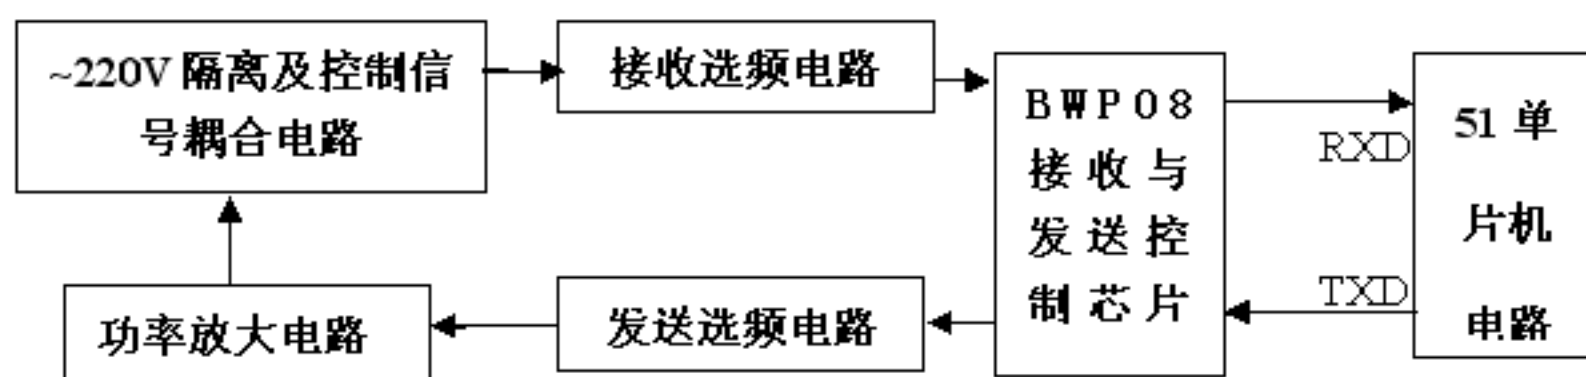 ~220V 隔离及控制信
号耦合电路
接收选频电路
BWP08
接收与
发送控
制芯片
RXD
TXD
51 单
片机
电路
功率放大电路
发送选频电路